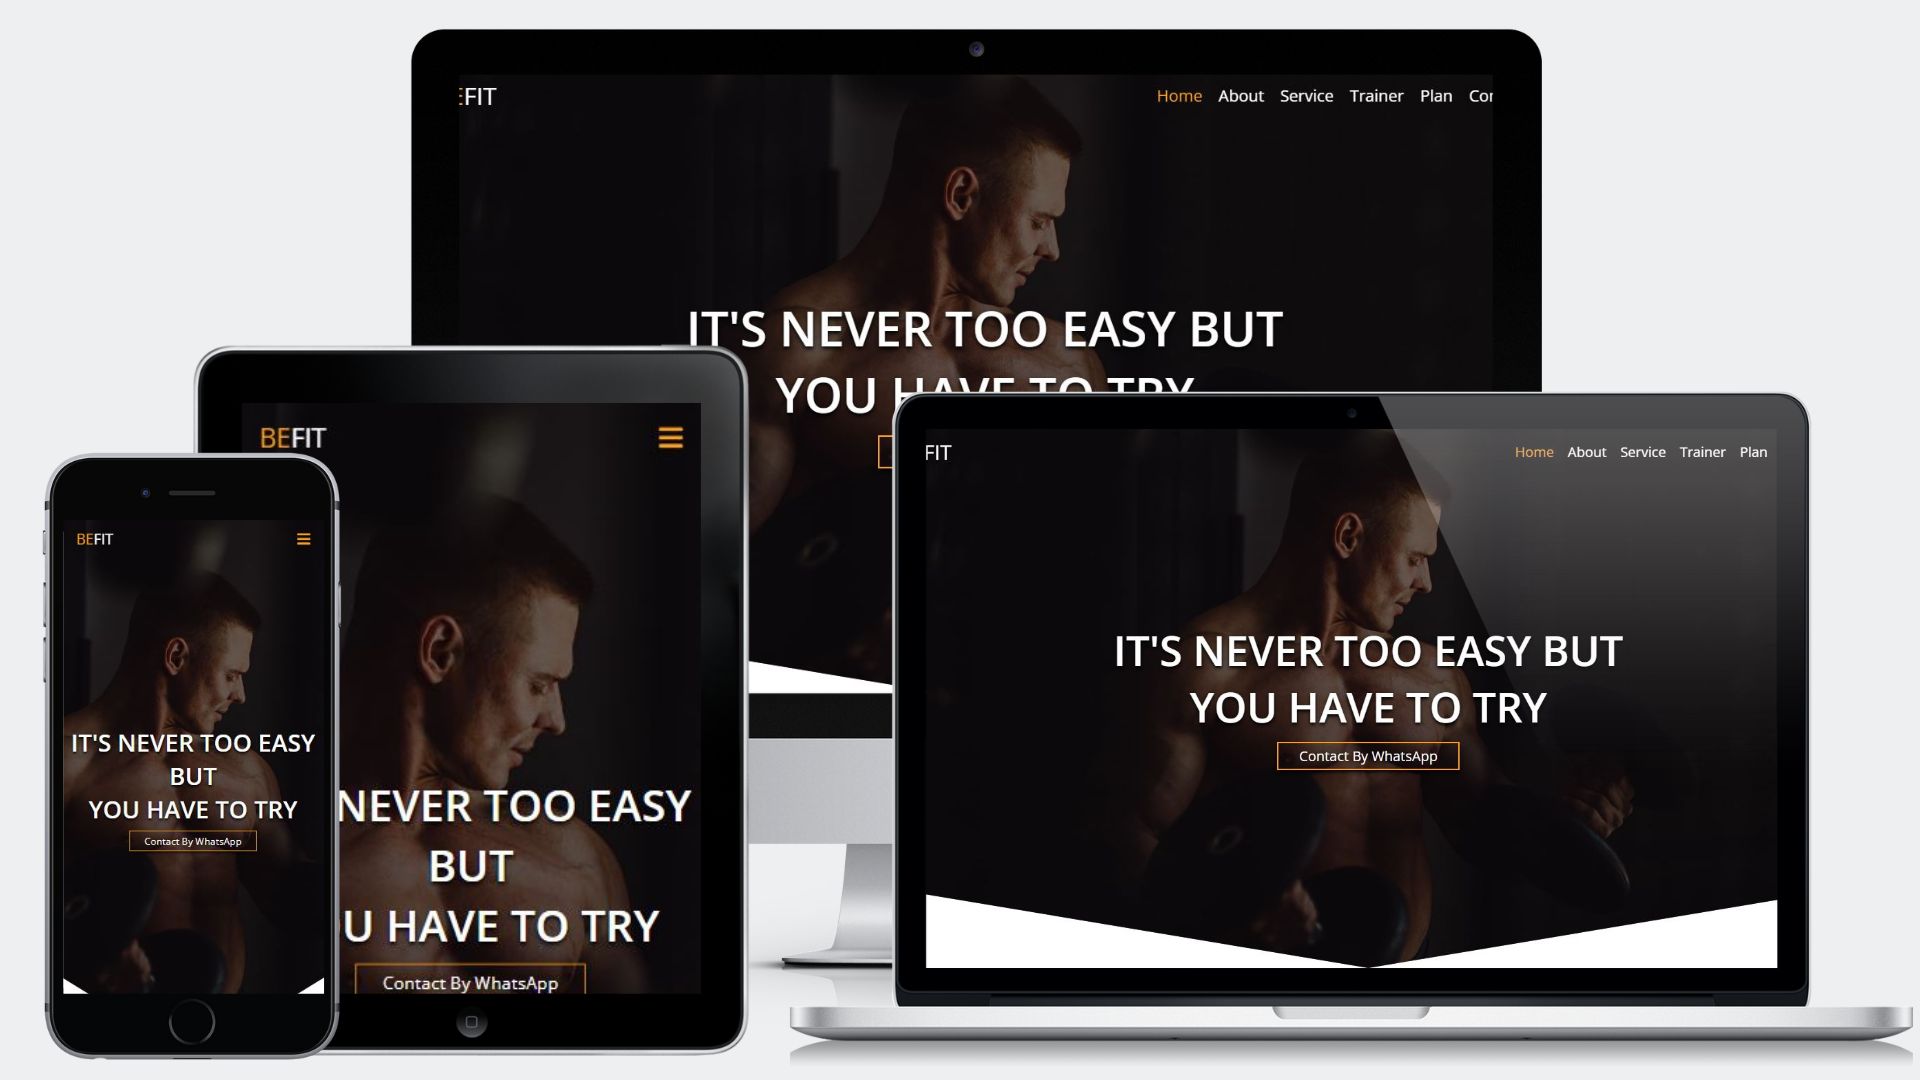 EFIT
Home About Service Trainer Plan Cor
IT'S NEVER TOO EASY BUT
YOU HAVE TO TRY
BEFIT
NEVER TOO EASY
BUT
U HAVE TO TRY
Contact By WhatsApp
BEFIT
IT'S NEVER TOO EASY
BUT
YOU HAVE TO TRY
Contact By WhatsApp
FIT
Home About Service Trainer Plan
IT'S NEVER TOO EASY BUT
YOU HAVE TO TRY
Contact By WhatsApp